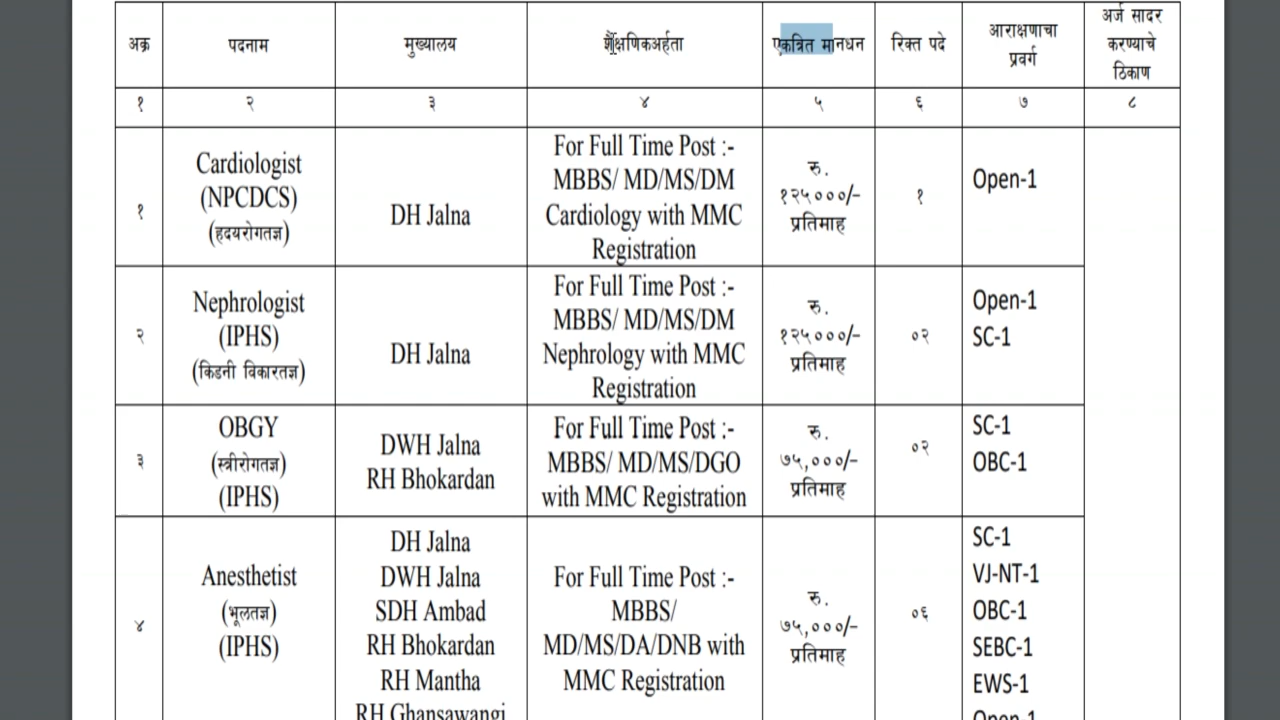 अक्र
पदनाम
मुख्यालय
शैक्षणिकअर्हता
एकत्रित मानधन
रिक्त पदे
आराक्षणाचा
प्रवर्ग
अर्ज सादर
करण्याचे
ठिकाण
१
२
३
४
५
६
७
८
१
Cardiologist
(NPCDCS)
(हृदयरोगतज्ञ)
DH Jalna
For Full Time Post :-
MBBS/ MD/MS/DM
Cardiology with MMC
Registration
रु.
१२५०००/-
प्रतिमाह
१
Open-1
२
Nephrologist
(IPHS)
(किडनी विकारतज्ञ)
DH Jalna
For Full Time Post :-
MBBS/ MD/MS/DM
Nephrology with MMC
Registration
रु.
१२५०००/-
प्रतिमाह
०२
Open-1
SC-1
३
OBGY
(स्त्रीरोगतज्ञ)
(IPHS)
DWH Jalna
RH Bhokardan
For Full Time Post :-
MBBS/ MD/MS/DGO
with MMC Registration
रु.
७५,०००/-
प्रतिमाह
०२
SC-1
OBC-1
४
Anesthetist
(भूलतज्ञ)
(IPHS)
DH Jalna
DWH Jalna
SDH Ambad
RH Bhokardan
RH Mantha
RH Ghansawangi
For Full Time Post :-
MBBS/
MD/MS/DA/DNB with
MMC Registration
रु.
७५,०००/-
प्रतिमाह
०६
SC-1
VJ-NT-1
OBC-1
SEBC-1
EWS-1
Open-1